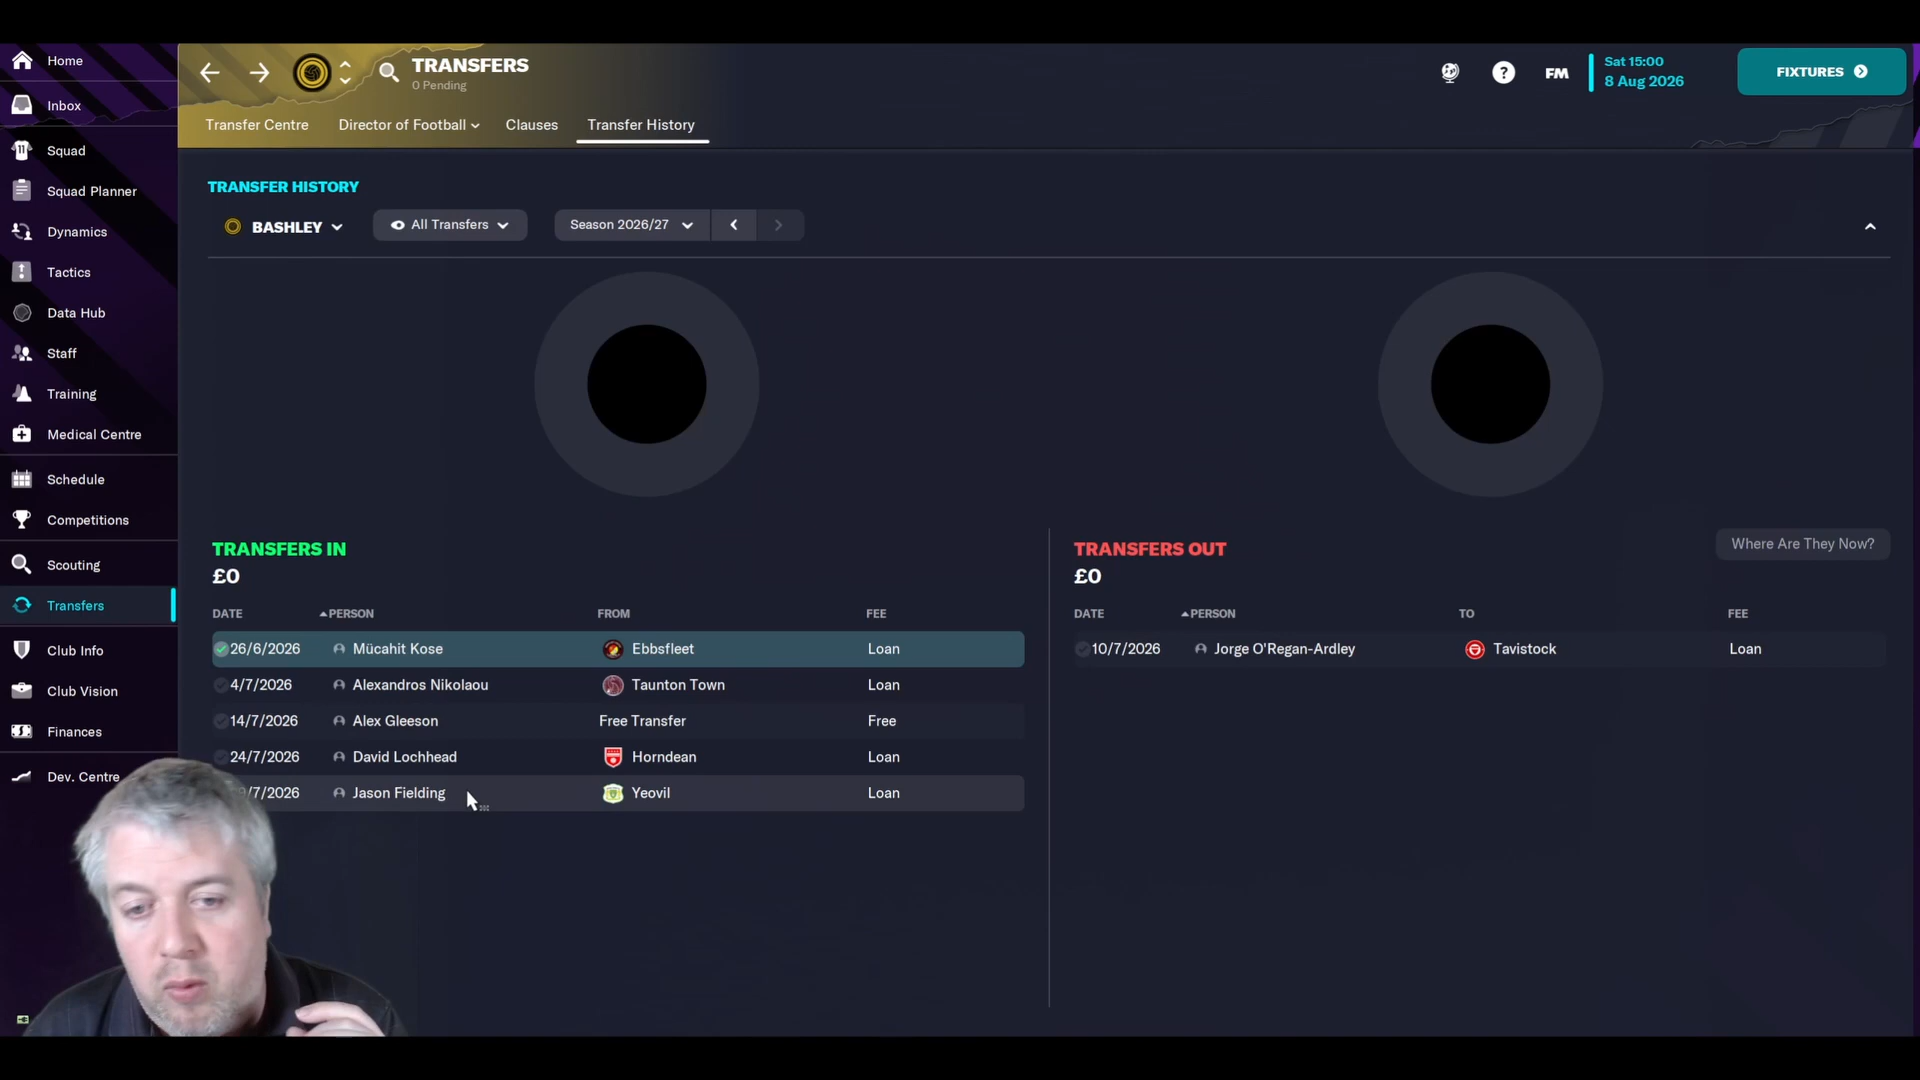 Home
Inbox
Squad
Squad Planner
Dynamics
Tactics
Data Hub
Staff
Training
Medical Centre
Schedule
Competitions
Scouting
Transfers
Club Info
Club Vision
Finances
Dev. Centre
TRANSFERS
0 Pending
FM
Sat 15:00
8 Aug 2026
FIXTURES
Transfer Centre
Director of Football
Clauses
Transfer History
TRANSFER HISTORY
BASHLEY
All Transfers
Season 2026/27
TRANSFERS IN
£0
DATE PERSON FROM FEE
26/6/2026 Mücahit Kose Ebbsfleet Loan
4/7/2026 Alexandros Nikolaou Taunton Town Loan
14/7/2026 Alex Gleeson Free Transfer Free
24/7/2026 David Lochhead Horndean Loan
/7/2026 Jason Fielding Yeovil Loan
TRANSFERS OUT
£0
Where Are They Now?
DATE PERSON TO FEE
10/7/2026 Jorge O'Regan-Ardley Tavistock Loan